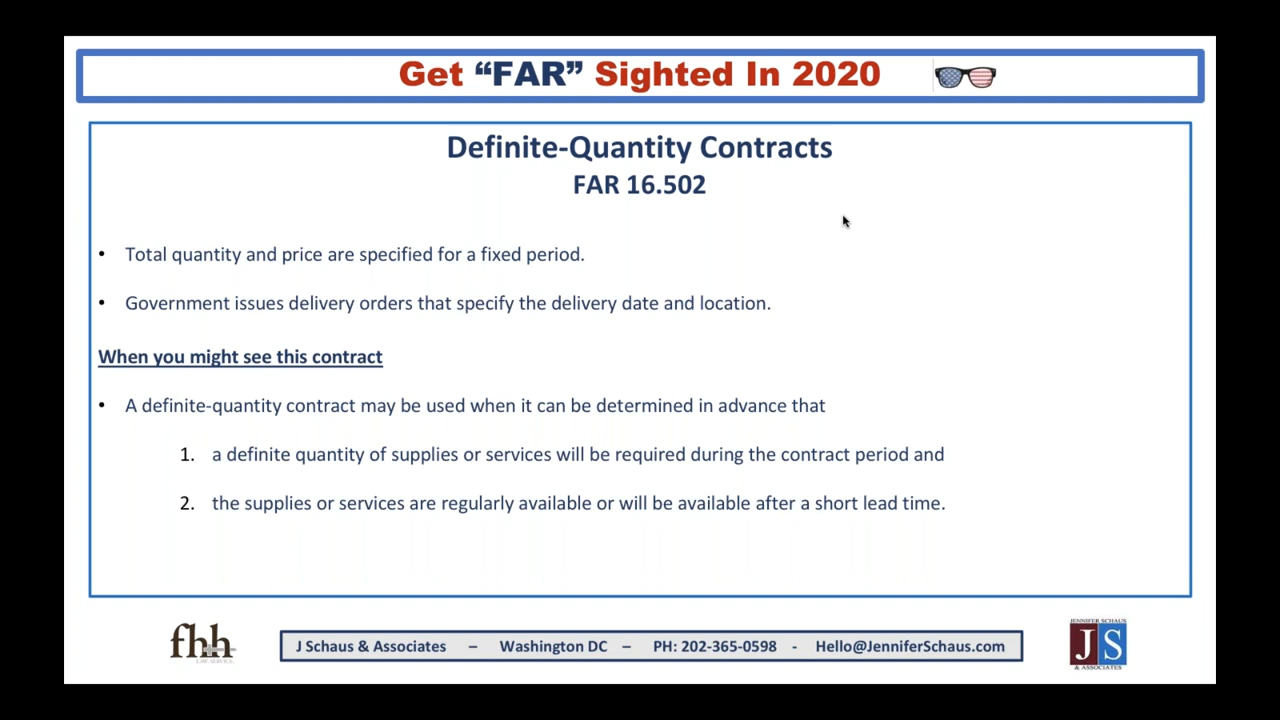 Get “FAR” Sighted In 2020
Definite-Quantity Contracts
FAR 16.502
• Total quantity and price are specified for a fixed period.
• Government issues delivery orders that specify the delivery date and location.
When you might see this contract
• A definite-quantity contract may be used when it can be determined in advance that
1. a definite quantity of supplies or services will be required during the contract period and
2. the supplies or services are regularly available or will be available after a short lead time.
fhh
LAW SERVICE.
J Schaus & Associates – Washington DC – PH: 202-365-0598 - Hello@JenniferSchaus.com
JENNIFER SCHAUS
JS
& ASSOCIATES